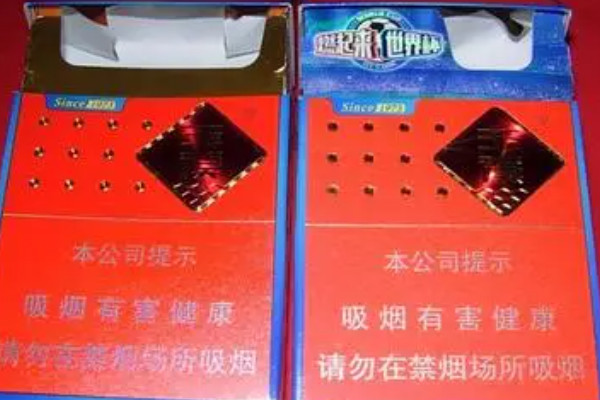 Since
本公司提示
吸烟有害健康
请勿在禁烟场所吸烟
WORLD CUP
燃起来世界杯
Since
本公司提示
吸烟有害健康
请勿在禁烟场所吸烟